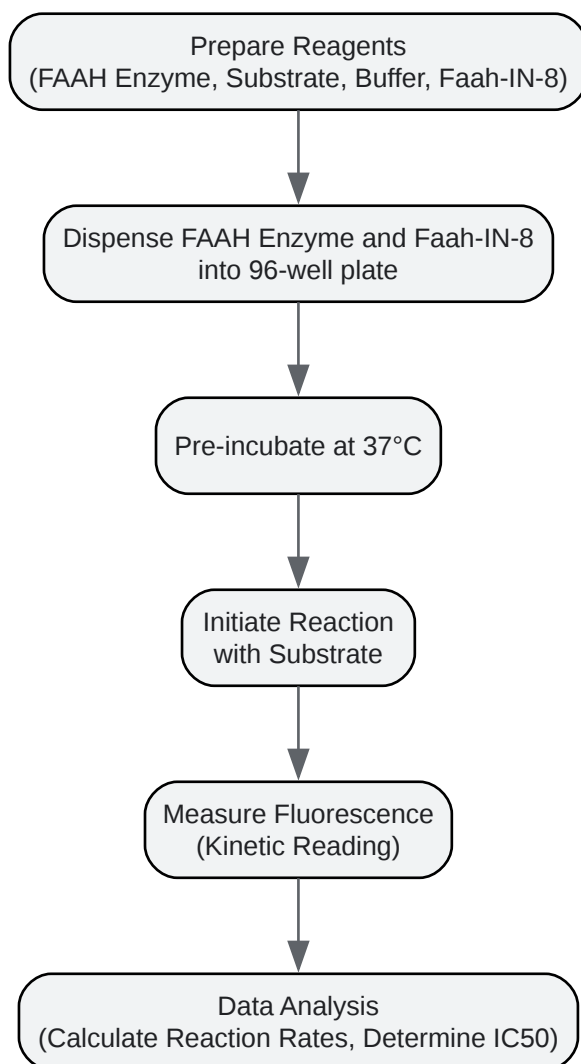 Prepare Reagents
(FAAH Enzyme, Substrate, Buffer, Faah-IN-8)
Dispense FAAH Enzyme and Faah-IN-8
into 96-well plate
Pre-incubate at 37°C
Initiate Reaction
with Substrate
Measure Fluorescence
(Kinetic Reading)
Data Analysis
(Calculate Reaction Rates, Determine IC50)